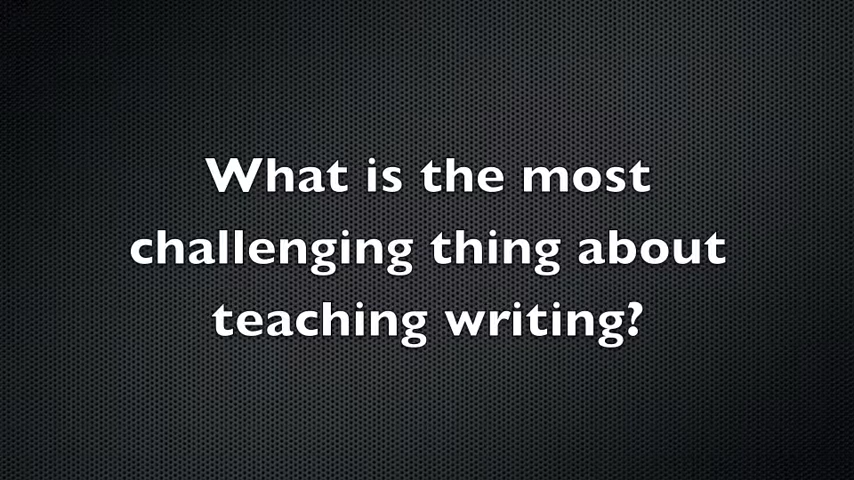 What is the most
challenging thing about
teaching writing?